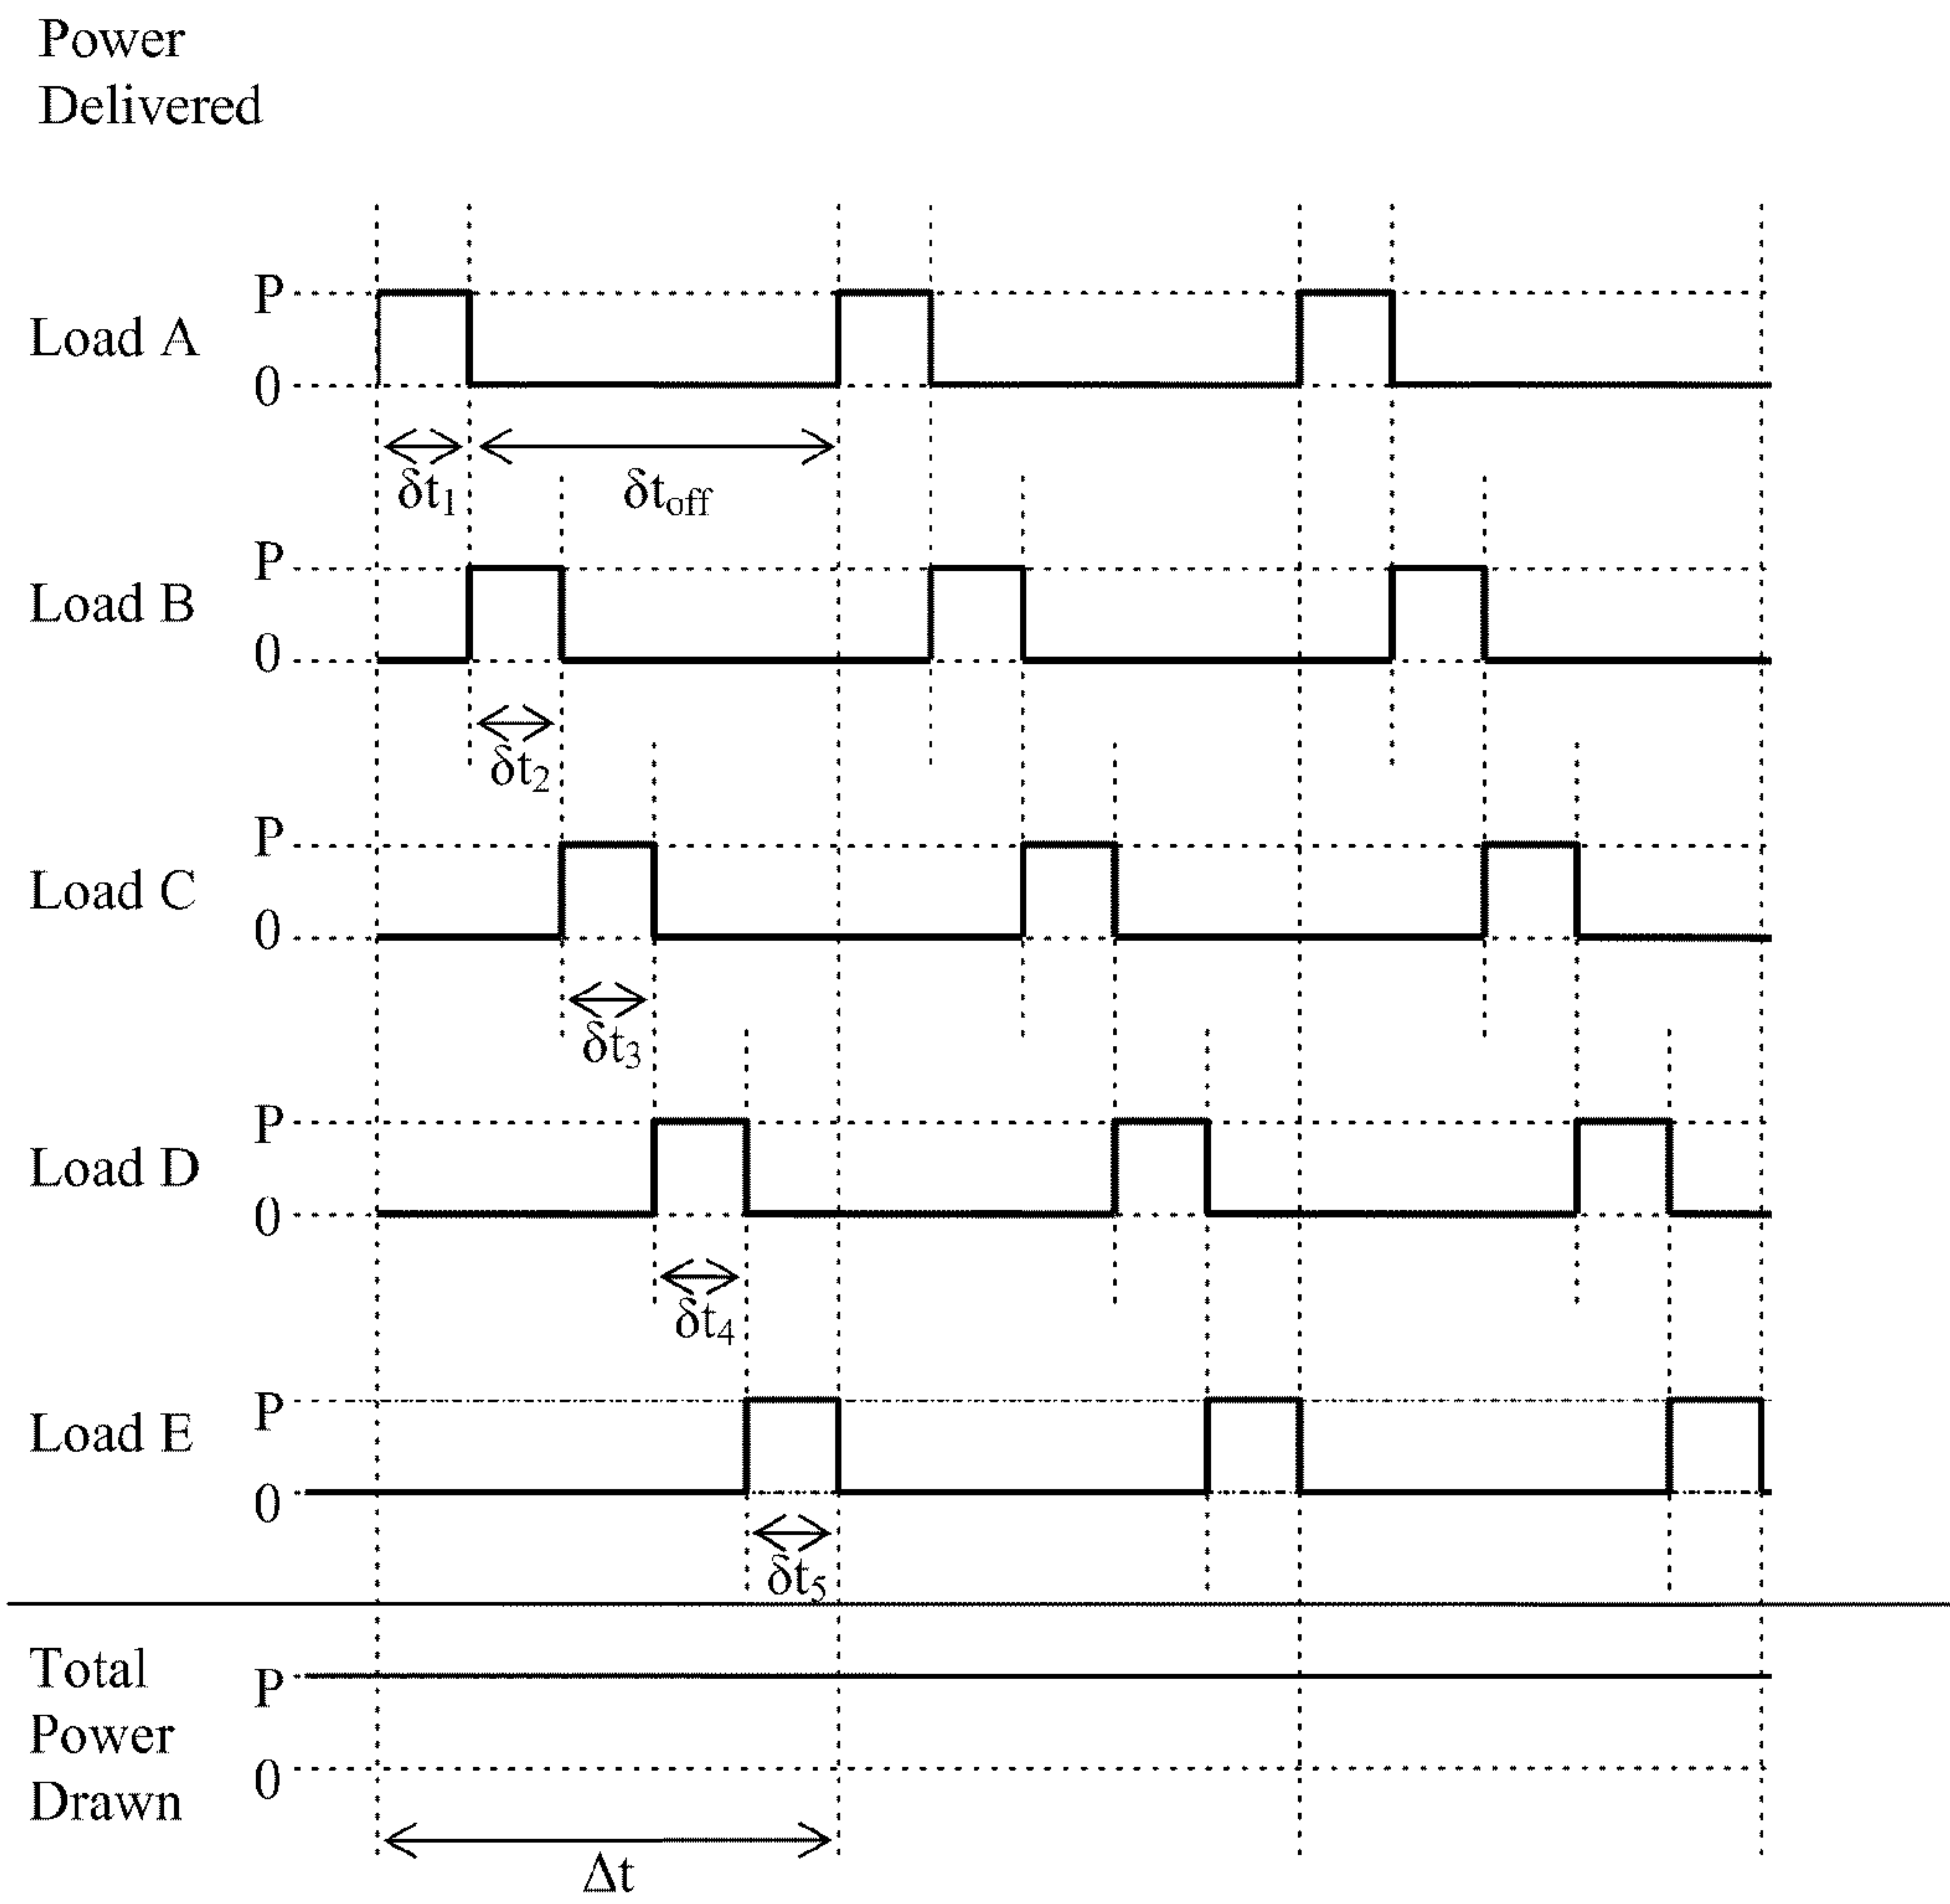 Power
Delivered
P
Load A
0
δt₁ δtoff
P
Load B
0
δt₂
P
Load C
0
δt₃
P
Load D
0
δt₄
P
Load E
0
δt₅
Total
P
Power
0
Drawn
Δt